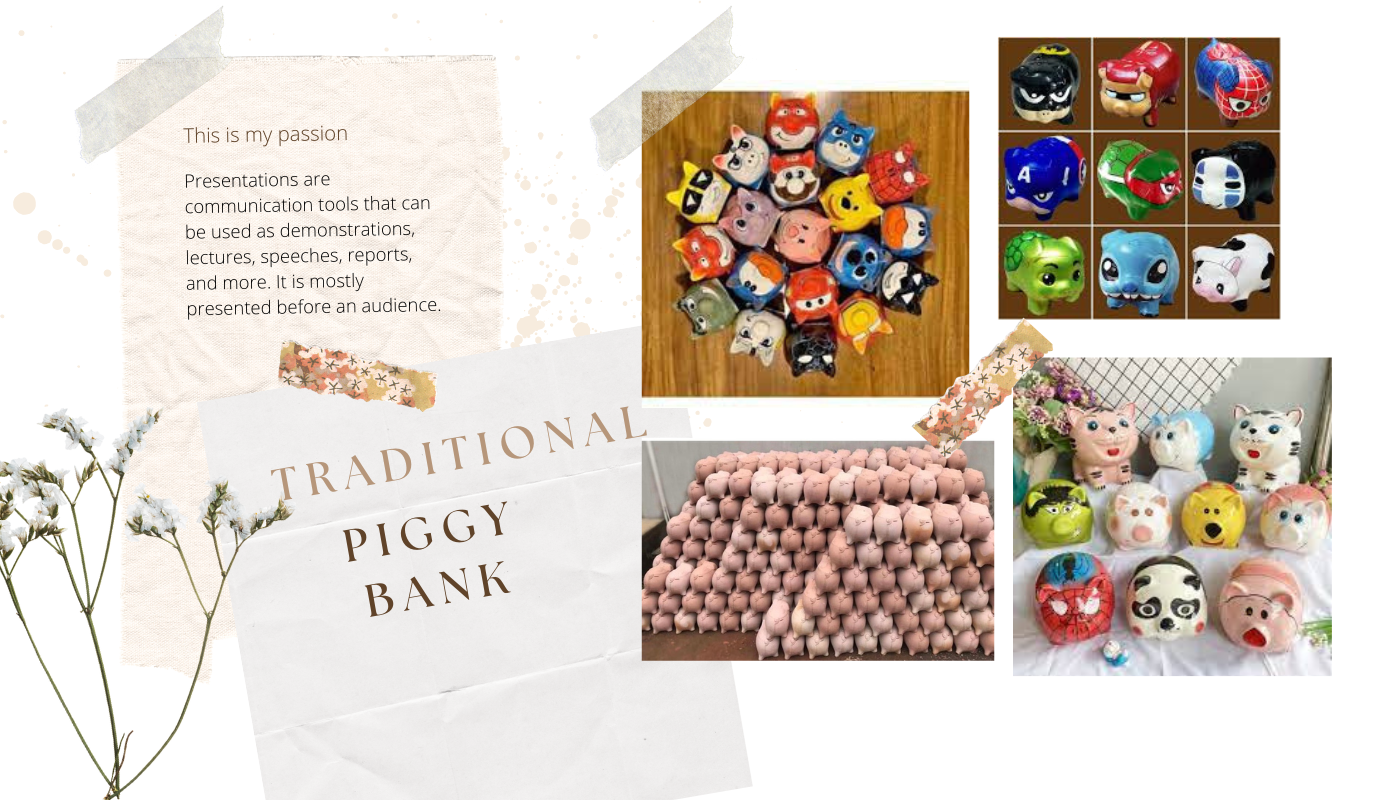 This is my passion
Presentations are
communication tools that can
be used as demonstrations,
lectures, speeches, reports,
and more. It is mostly
presented before an audience.
TRADITIONAL
PIGGY
BANK
A